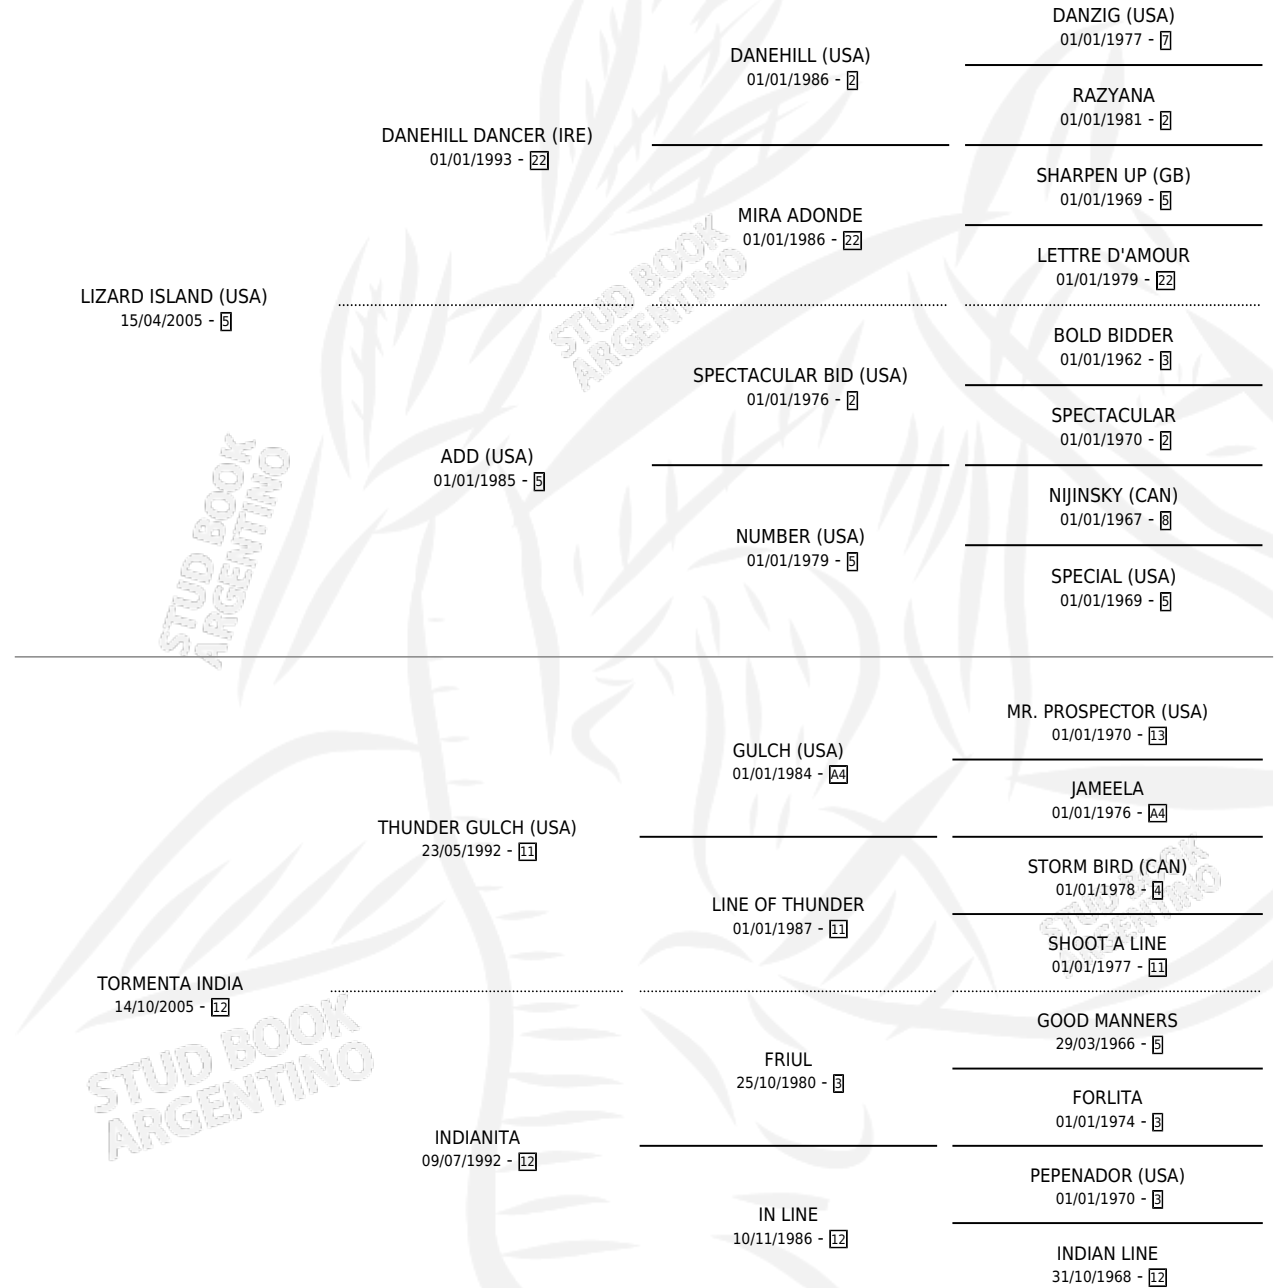 DANZIG (USA)
01/01/1977 - 7
DANEHILL (USA)
01/01/1986 - 2
RAZYANA
01/01/1981 - 2
DANEHILL DANCER (IRE)
01/01/1993 - 22
SHARPEN UP (GB)
01/01/1969 - 5
MIRA ADONDE
01/01/1986 - 22
LETTRE D'AMOUR
01/01/1979 - 22
LIZARD ISLAND (USA)
15/04/2005 - 5
STUD BOOK
ARGENTINO
BOLD BIDDER
01/01/1962 - 3
SPECTACULAR BID (USA)
01/01/1976 - 2
SPECTACULAR
01/01/1970 - 2
ADD (USA)
01/01/1985 - 5
NIJINSKY (CAN)
01/01/1967 - 8
NUMBER (USA)
01/01/1979 - 5
SPECIAL (USA)
01/01/1969 - 5
STUD BOOK
ARGENTINO
MR. PROSPECTOR (USA)
01/01/1970 - 13
GULCH (USA)
01/01/1984 - A4
JAMEELA
01/01/1976 - A4
THUNDER GULCH (USA)
23/05/1992 - 11
STORM BIRD (CAN)
01/01/1978 - 4
LINE OF THUNDER
01/01/1987 - 11
STUD BOOK
ARGENTINO
SHOOT A LINE
01/01/1977 - 11
TORMENTA INDIA
14/10/2005 - 12
STUD BOOK
ARGENTINO
GOOD MANNERS
29/03/1966 - 5
FRIUL
25/10/1980 - 3
FORLITA
01/01/1974 - 3
INDIANITA
09/07/1992 - 12
PEPENADOR (USA)
01/01/1970 - 3
IN LINE
10/11/1986 - 12
INDIAN LINE
31/10/1968 - 12